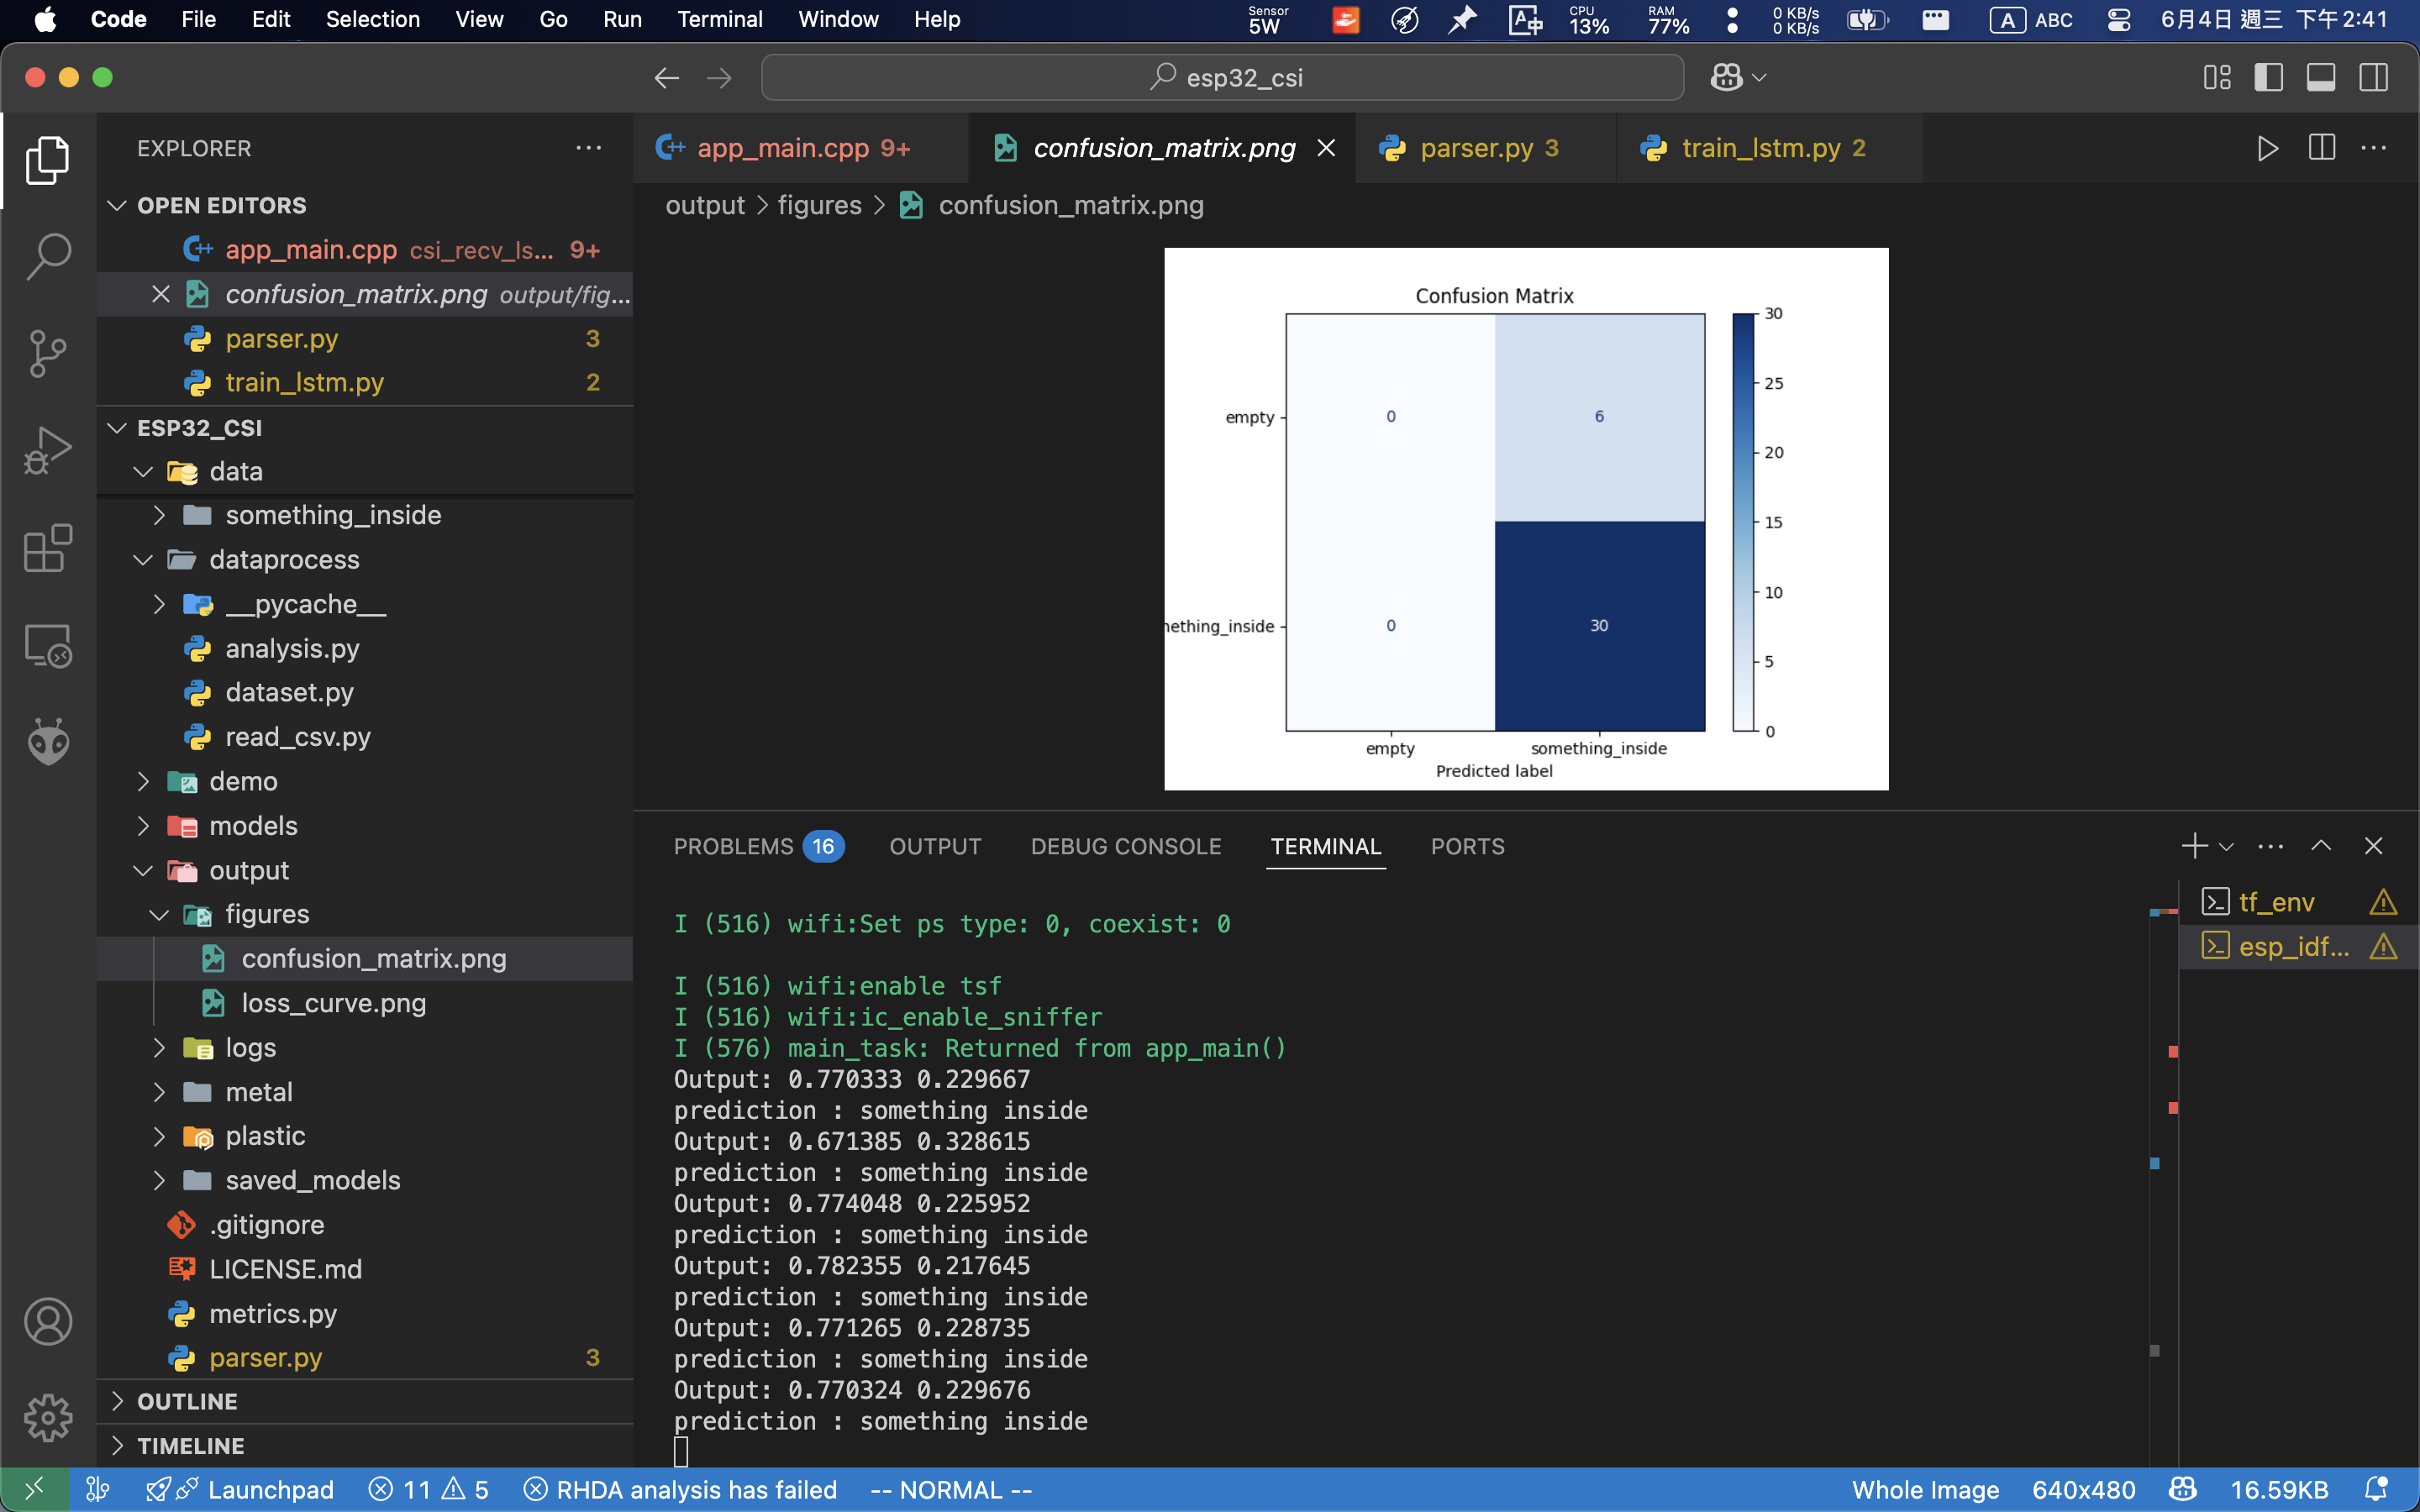 Code File Edit Selection View Go Run Terminal Window Help
Sensor 5W
CPU 13%
RAM 77%
0 KB/s
0 KB/s
A ABC
6月4日 週三 下午2:41
esp32_csi
EXPLORER
OPEN EDITORS
app_main.cpp csi_recv_ls... 9+
confusion_matrix.png output/fig...
parser.py 3
train_lstm.py 2
ESP32_CSI
data
something_inside
dataprocess
__pycache__
analysis.py
dataset.py
read_csv.py
demo
models
output
figures
confusion_matrix.png
loss_curve.png
logs
metal
plastic
saved_models
.gitignore
LICENSE.md
metrics.py
parser.py 3
OUTLINE
TIMELINE
app_main.cpp 9+
confusion_matrix.png
parser.py 3
train_lstm.py 2
output > figures > confusion_matrix.png
Confusion Matrix
empty
0
6
nething_inside
0
30
empty
something_inside
Predicted label
30
25
20
15
10
5
0
PROBLEMS 16 OUTPUT DEBUG CONSOLE TERMINAL PORTS
I (516) wifi:Set ps type: 0, coexist: 0
I (516) wifi:enable tsf
I (516) wifi:ic_enable_sniffer
I (576) main_task: Returned from app_main()
Output: 0.770333 0.229667
prediction : something inside
Output: 0.671385 0.328615
prediction : something inside
Output: 0.774048 0.225952
prediction : something inside
Output: 0.782355 0.217645
prediction : something inside
Output: 0.771265 0.228735
prediction : something inside
Output: 0.770324 0.229676
prediction : something inside
tf_env
esp_idf...
Launchpad
11 5
RHDA analysis has failed
-- NORMAL --
Whole Image
640x480
16.59KB